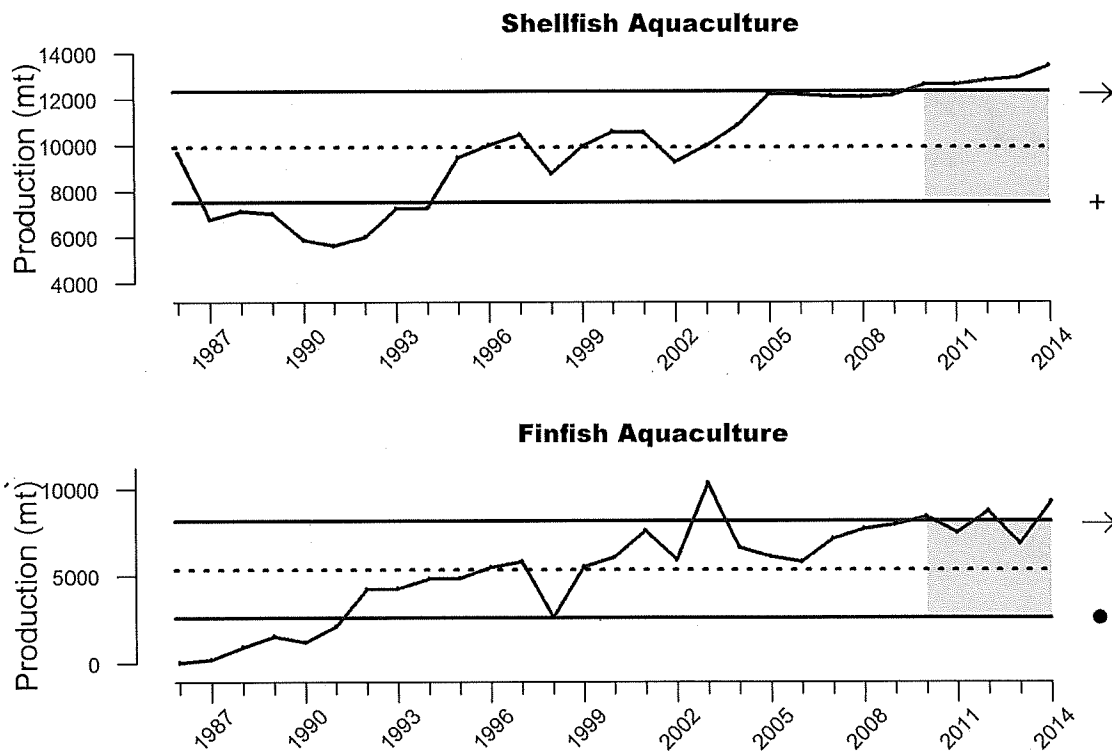 Shellfish Aquaculture
Production (mt)
14000
12000
10000
8000
6000
4000
1987 1990 1993 1996 1999 2002 2005 2008 2011 2014
→
+
Finfish Aquaculture
Production (mt)
10000
5000
0
1987 1990 1993 1996 1999 2002 2005 2008 2011 2014
→
●